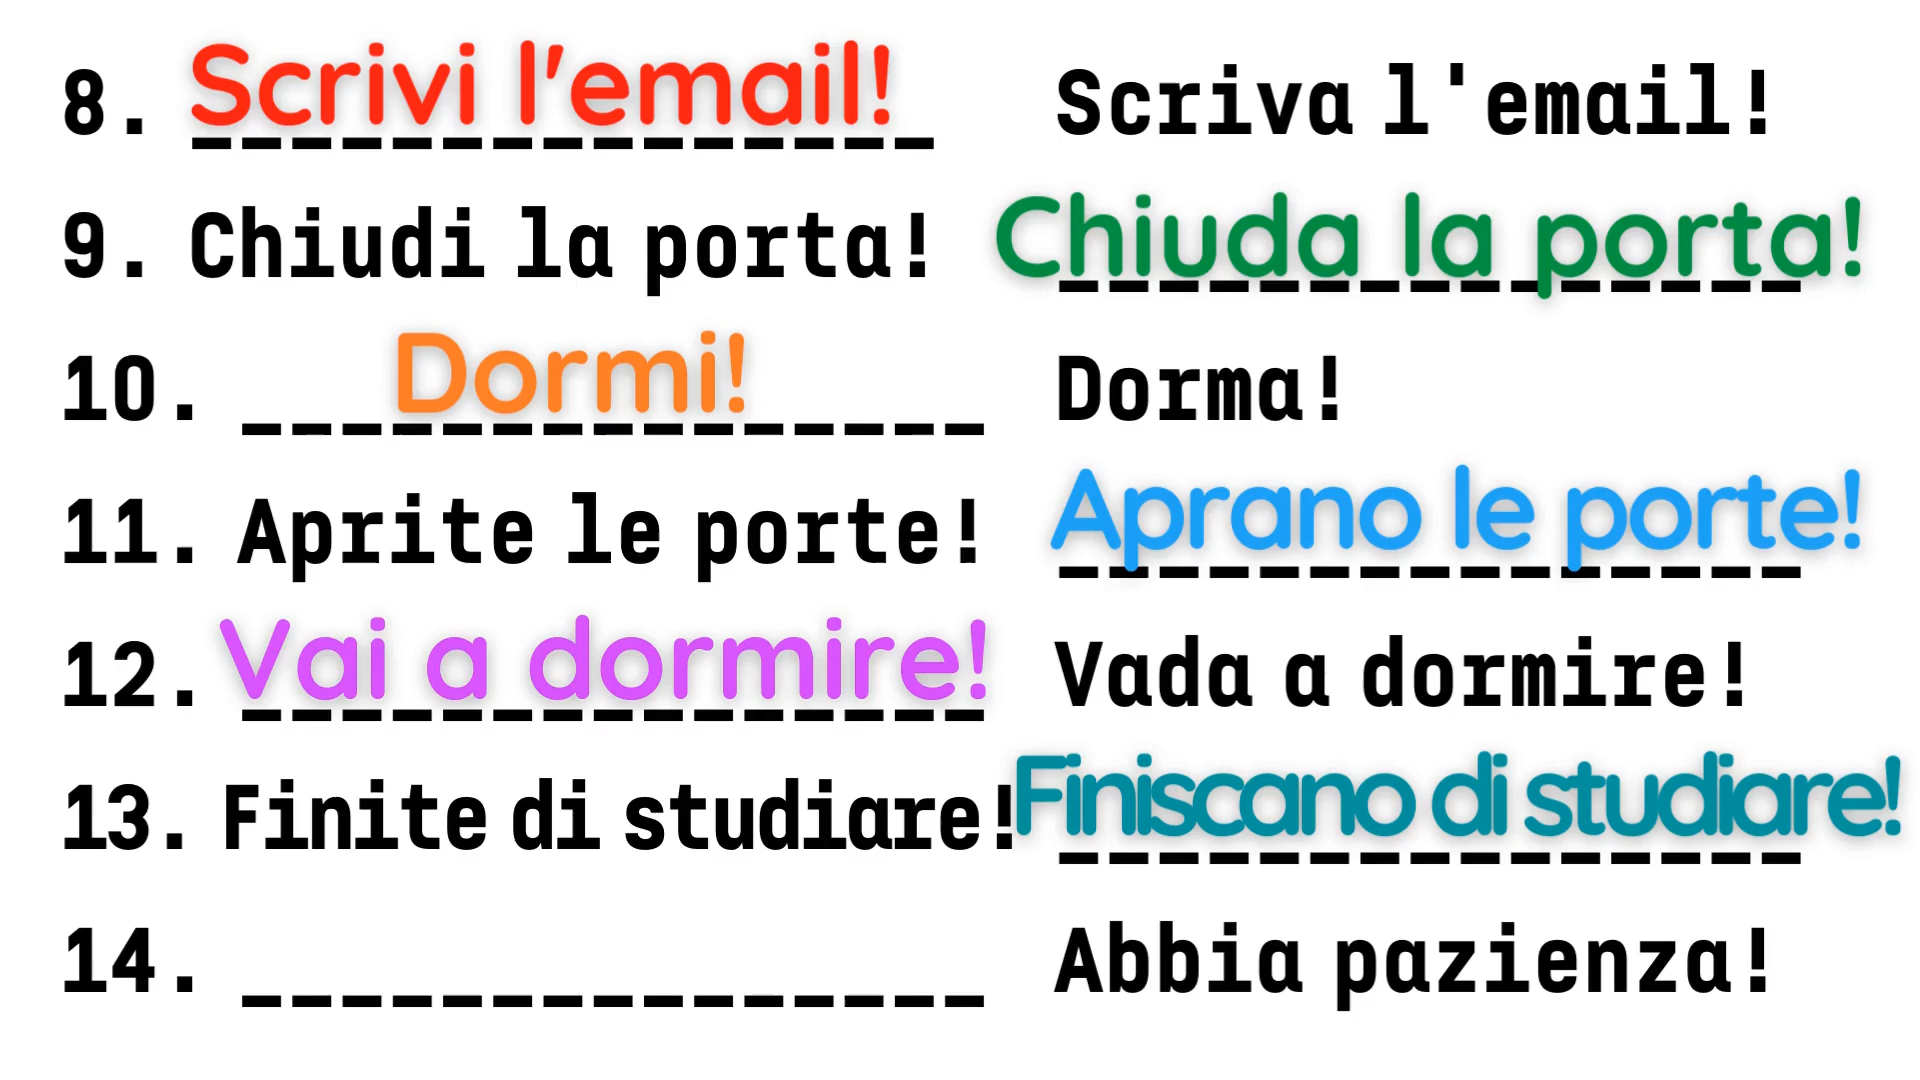 8. Scrivi l'email! Scriva l'email!
9. Chiudi la porta! Chiuda la porta!
10. Dormi! Dorma!
11. Aprite le porte! Aprano le porte!
12. Vai a dormire! Vada a dormire!
13. Finite di studiare! Finiscano di studiare!
14. _______________ Abbia pazienza!